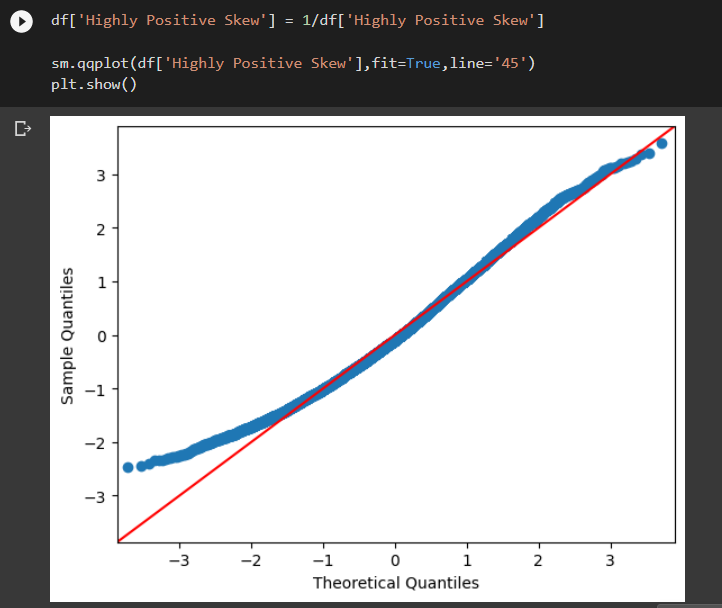 df['Highly Positive Skew'] = 1/df['Highly Positive Skew']
sm.qqplot(df['Highly Positive Skew'],fit=True,line='45')
plt.show()
3
2
1
0
−1
−2
−3
Sample Quantiles
−3 −2 −1 0 1 2 3
Theoretical Quantiles